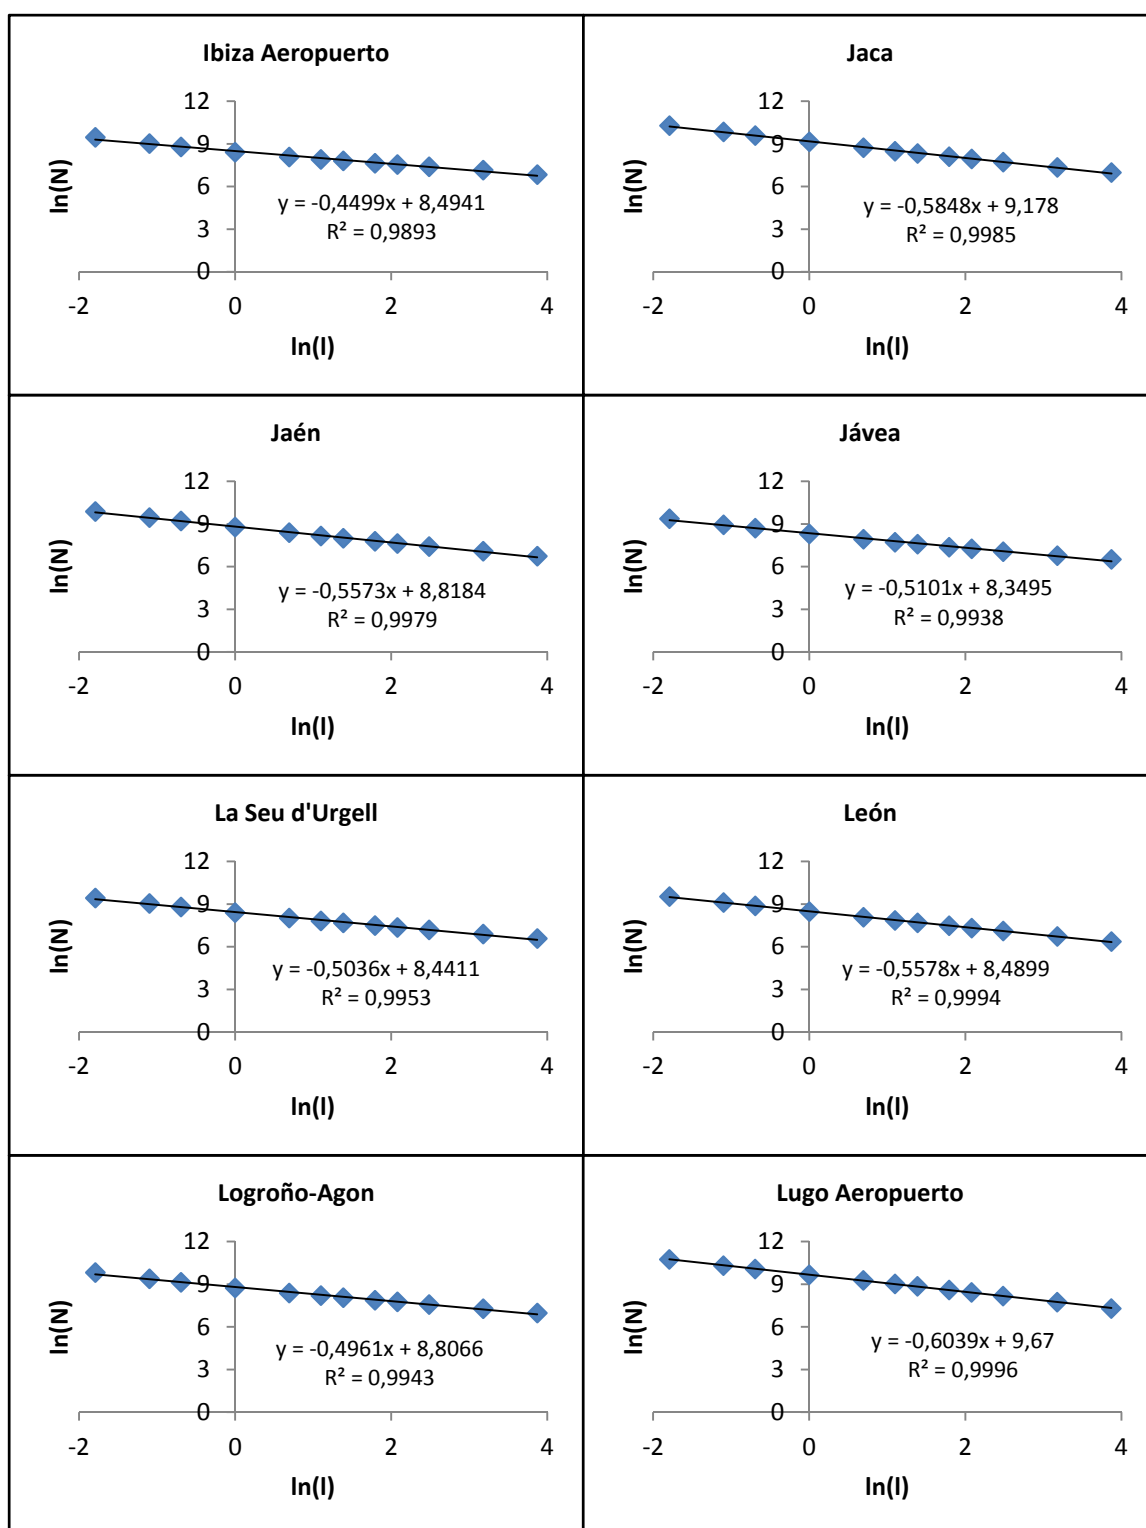 Ibiza Aeropuerto
12
9
6
3
0
-2 0 2 4
ln(N)
ln(l)
y = -0,4499x + 8,4941
R² = 0,9893
Jaca
12
9
6
3
0
-2 0 2 4
ln(N)
ln(l)
y = -0,5848x + 9,178
R² = 0,9985
Jaén
12
9
6
3
0
-2 0 2 4
ln(N)
ln(l)
y = -0,5573x + 8,8184
R² = 0,9979
Jávea
12
9
6
3
0
-2 0 2 4
ln(N)
ln(l)
y = -0,5101x + 8,3495
R² = 0,9938
La Seu d'Urgell
12
9
6
3
0
-2 0 2 4
ln(N)
ln(l)
y = -0,5036x + 8,4411
R² = 0,9953
León
12
9
6
3
0
-2 0 2 4
ln(N)
ln(l)
y = -0,5578x + 8,4899
R² = 0,9994
Logroño-Agon
12
9
6
3
0
-2 0 2 4
ln(N)
ln(l)
y = -0,4961x + 8,8066
R² = 0,9943
Lugo Aeropuerto
12
9
6
3
0
-2 0 2 4
ln(N)
ln(l)
y = -0,6039x + 9,67
R² = 0,9996